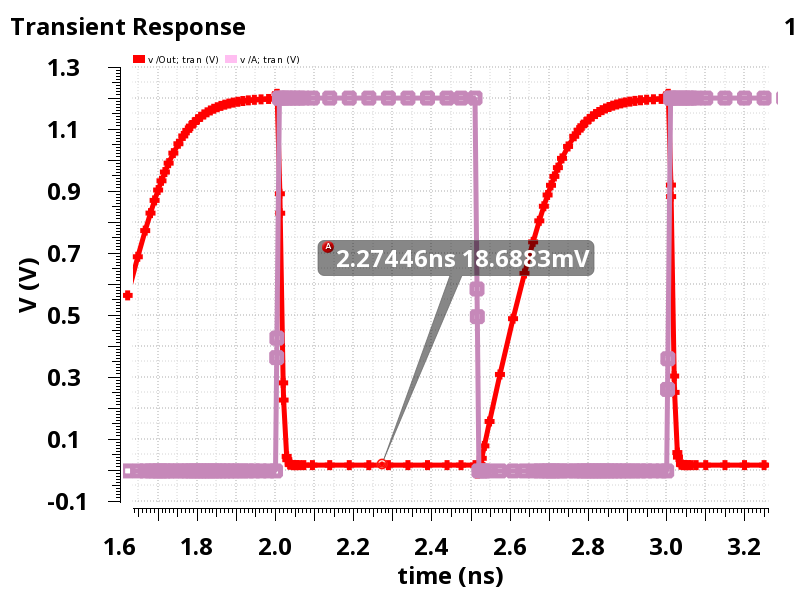 Transient Response 1
v /Out; tran (V) v /A; tran (V)
1.3
1.1
0.9
0.7
0.5
0.3
0.1
-0.1
V (V)
A
2.27446ns 18.6883mV
1.6 1.8 2.0 2.2 2.4 2.6 2.8 3.0 3.2
time (ns)